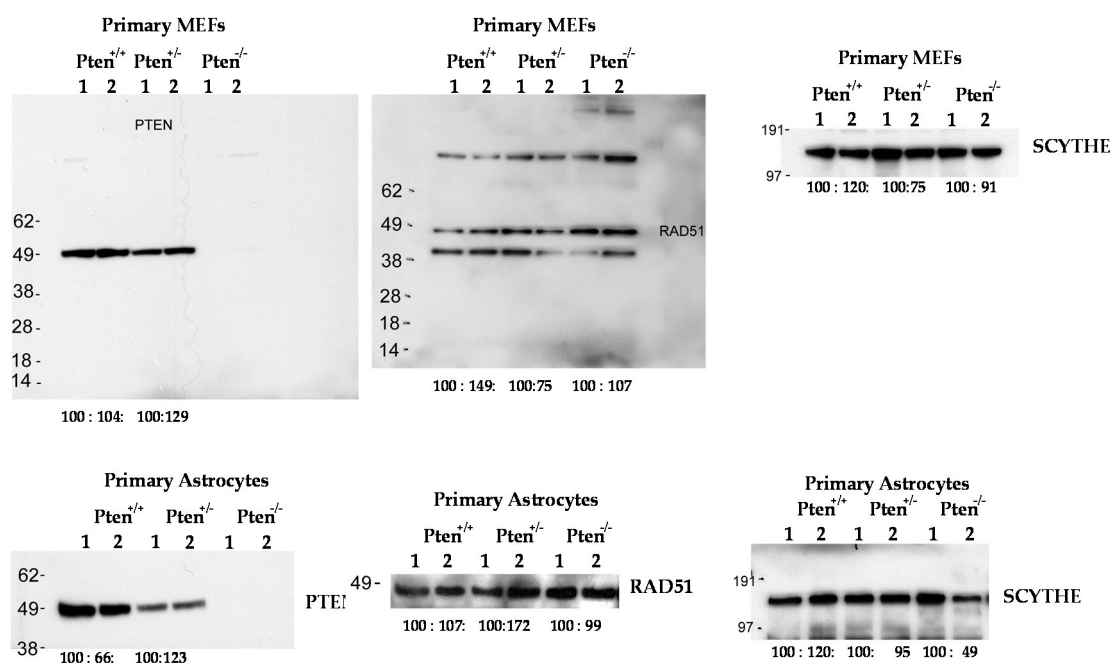 Primary MEFs
Pten+/+ Pten+/- Pten-/-
1 2 1 2 1 2
PTEN
62-
49-
38-
28-
18 -
14 -
100 : 104: 100:129
Primary MEFs
Pten+/+ Pten+/- Pten-/-
1 2 1 2 1 2
62 -
49 -
RAD51
38 -
28 -
18 -
14 -
100 : 149: 100:75 100 : 107
Primary MEFs
Pten+/+ Pten+/- Pten-/-
1 2 1 2 1 2
191-
SCYTHE
97 -
100 : 120: 100:75 100 : 91
Primary Astrocytes
Pten+/+ Pten+/- Pten-/-
1 2 1 2 1 2
62-
49-
PTEN
38-
100 : 66: 100:123
Primary Astrocytes
Pten+/+ Pten+/- Pten-/-
1 2 1 2 1 2
49-
RAD51
100 : 107: 100:172 100 : 99
Primary Astrocytes
Pten+/+ Pten+/- Pten-/-
1 2 1 2 1 2
191-
SCYTHE
97 -
100 : 120: 100: 95 100 : 49